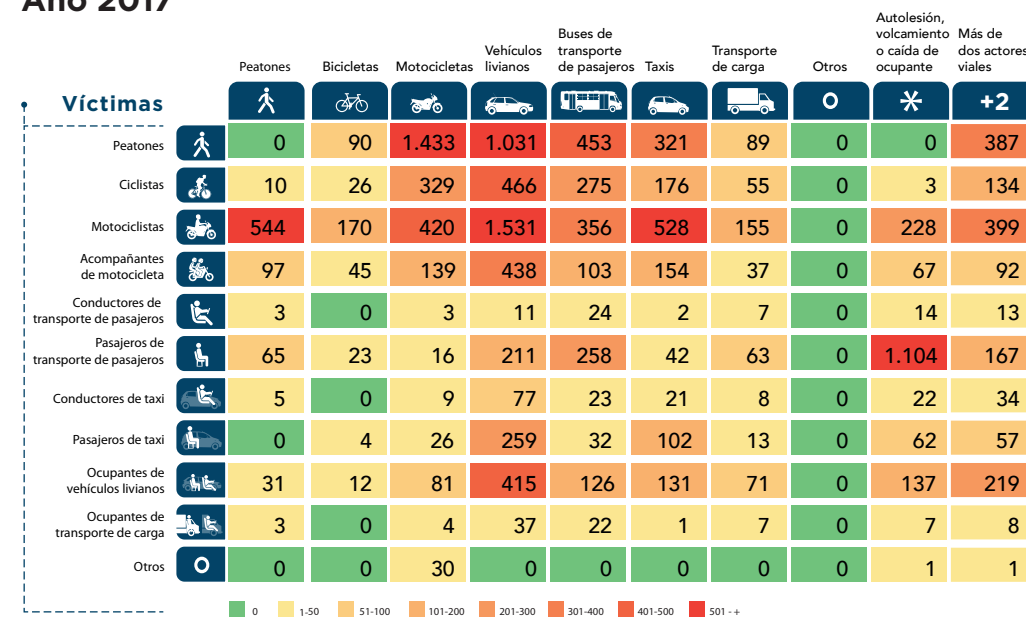 Año 2017
Peatones
Bicicletas
Motocicletas
Vehículos
livianos
Buses de
transporte
de pasajeros
Taxis
Transporte
de carga
Otros
Autolesión,
volcamiento
o caída de
ocupante
Más de
dos actores
viales
Víctimas
O
*
+2
Peatones
0 90 1.433 1.031 453 321 89 0 0 387
Ciclistas
10 26 329 466 275 176 55 0 3 134
Motociclistas
544 170 420 1.531 356 528 155 0 228 399
Acompañantes
de motocicleta
97 45 139 438 103 154 37 0 67 92
Conductores de
transporte de pasajeros
3 0 3 11 24 2 7 0 14 13
Pasajeros de
transporte de pasajeros
65 23 16 211 258 42 63 0 1.104 167
Conductores de taxi
5 0 9 77 23 21 8 0 22 34
Pasajeros de taxi
0 4 26 259 32 102 13 0 62 57
Ocupantes de
vehículos livianos
31 12 81 415 126 131 71 0 137 219
Ocupantes de
transporte de carga
3 0 4 37 22 1 7 0 7 8
Otros
O
0 0 30 0 0 0 0 0 1 1
0 1-50 51-100 101-200 201-300 301-400 401-500 501 - +